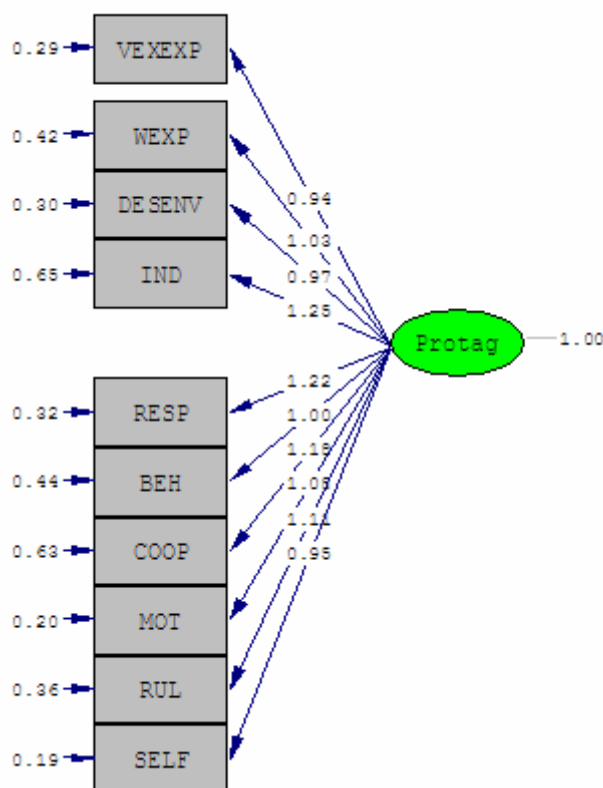 0.29 VEXEXP
0.42 WEXP
0.94
0.30 DESENV
1.03
0.97
0.65 IND
1.25
Protag 1.00
1.22
0.32 RESP
1.00
1.11
0.44 BEH
0.95
0.63 COOP
0.20 MOT
0.36 RUL
0.19 SELF